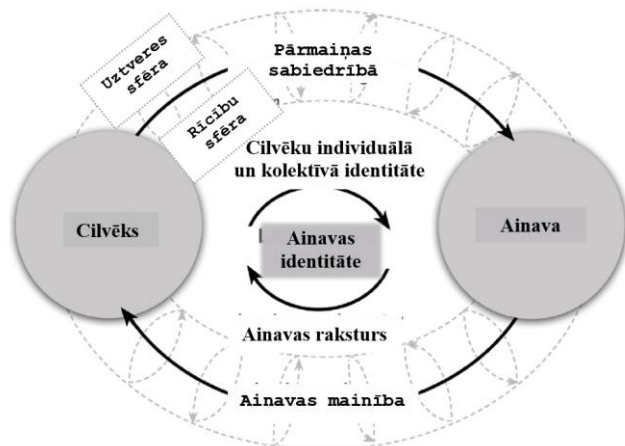 Uztveres
sfēra
Pārmaiņas
sabiedrībā
Rīcību
sfēra
Cilvēku individuālā
un kolektīvā identitāte
Cilvēks
Ainavas
identitāte
Ainava
Ainavas raksturs
Ainavas mainība